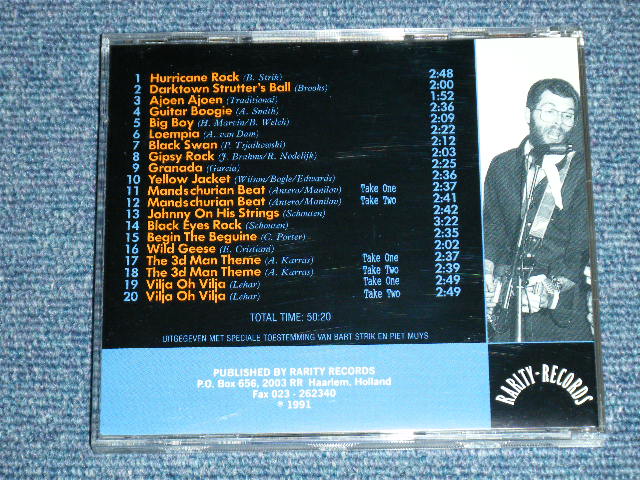 1 Hurricane Rock (B. Strik) 2:48
2 Darktown Strutter's Ball (Brooks) 2:00
3 Ajoen Ajoen (Traditional) 1:52
4 Guitar Boogie (A. Smith) 2:36
5 Big Boy (H. Marvin/B. Welch) 2:09
6 Loempia (A. van Dam) 2:22
7 Black Swan (P. Tsjaikowski) 2:12
8 Gipsy Rock (J. Brahms/R. Nodelijk) 2:03
9 Granada (Garcia) 2:25
10 Yellow Jacket (Wilson/Bogle/Edwards) 2:36
11 Mandschurian Beat (Antero/Manilov) Take One 2:37
12 Mandschurian Beat (Antero/Manilov) Take Two 2:41
13 Johnny On His Strings (Schouten) 2:42
14 Black Eyes Rock (Schouten) 3:22
15 Begin The Beguine (C. Porter) 2:35
16 Wild Geese (E. Cristiani) 2:02
17 The 3d Man Theme (A. Karras) Take One 2:37
18 The 3d Man Theme (A. Karras) Take Two 2:39
19 Vilja Oh Vilja (Lehar) Take One 2:49
20 Vilja Oh Vilja (Lehar) Take Two 2:49
TOTAL TIME: 50:20
UITGEGEVEN MET SPECIALE TOESTEMMING VAN BART STRIK EN PIET MUYS
PUBLISHED BY RARITY RECORDS
P.O. Box 656, 2003 RR Haarlem, Holland
Fax 023 - 262340
© 1991
RARITY-RECORDS